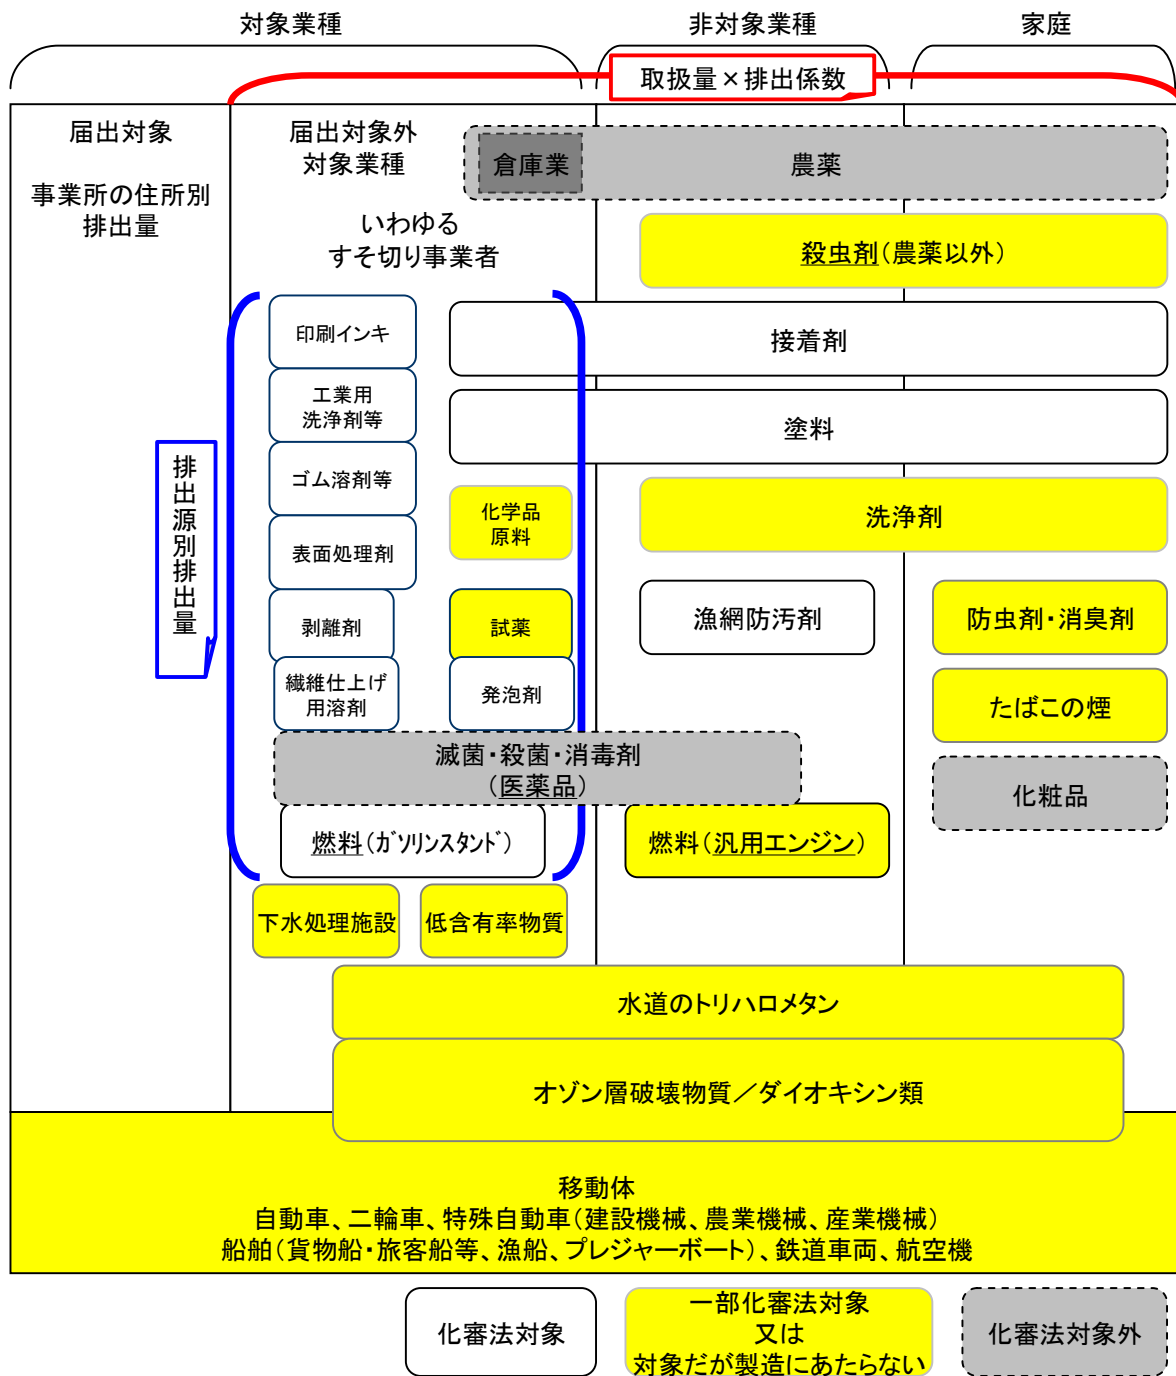 対象業種
非対象業種
家庭
取扱量×排出係数
届出対象
事業所の住所別
排出量
届出対象外
対象業種
いわゆる
すそ切り事業者
倉庫業
農薬
殺虫剤(農薬以外)
印刷インキ
接着剤
工業用
洗浄剤等
塗料
ゴム溶剤等
化学品
原料
洗浄剤
表面処理剤
排出源別排出量
剥離剤
試薬
漁網防汚剤
防虫剤・消臭剤
繊維仕上げ
用溶剤
発泡剤
たばこの煙
滅菌・殺菌・消毒剤
(医薬品)
化粧品
燃料(ｶﾞｿﾘﾝｽﾀﾝﾄﾞ)
燃料(汎用エンジン)
下水処理施設
低含有率物質
水道のトリハロメタン
オゾン層破壊物質／ダイオキシン類
移動体
自動車、二輪車、特殊自動車(建設機械、農業機械、産業機械)
船舶(貨物船・旅客船等、漁船、プレジャーボート)、鉄道車両、航空機
化審法対象
一部化審法対象
又は
対象だが製造にあたらない
化審法対象外